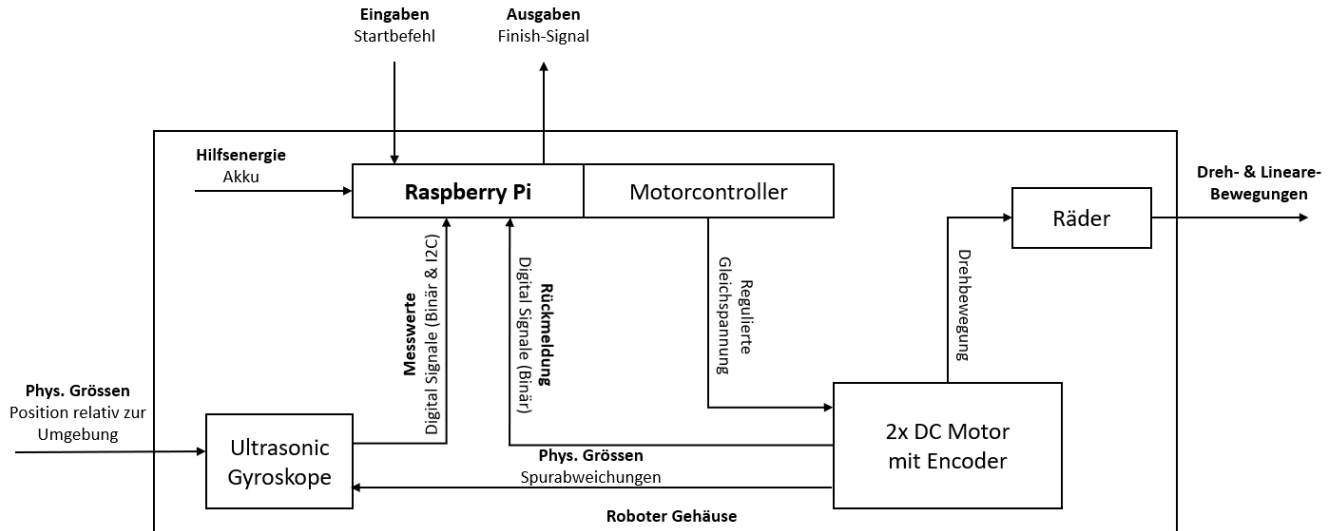 Eingaben
Startbefehl
Ausgaben
Finish-Signal
Hilfsenergie
Akku
Raspberry Pi
Motorcontroller
Dreh- & Lineare-
Bewegungen
Räder
Messwerte
Digital Signale (Binär & I2C)
Rückmeldung
Digital Signale (Binär)
Regulierte
Gleichspannung
Drehbewegung
Phys. Grössen
Position relativ zur
Umgebung
Ultrasonic
Gyroskope
2x DC Motor
mit Encoder
Phys. Grössen
Spurabweichungen
Roboter Gehäuse